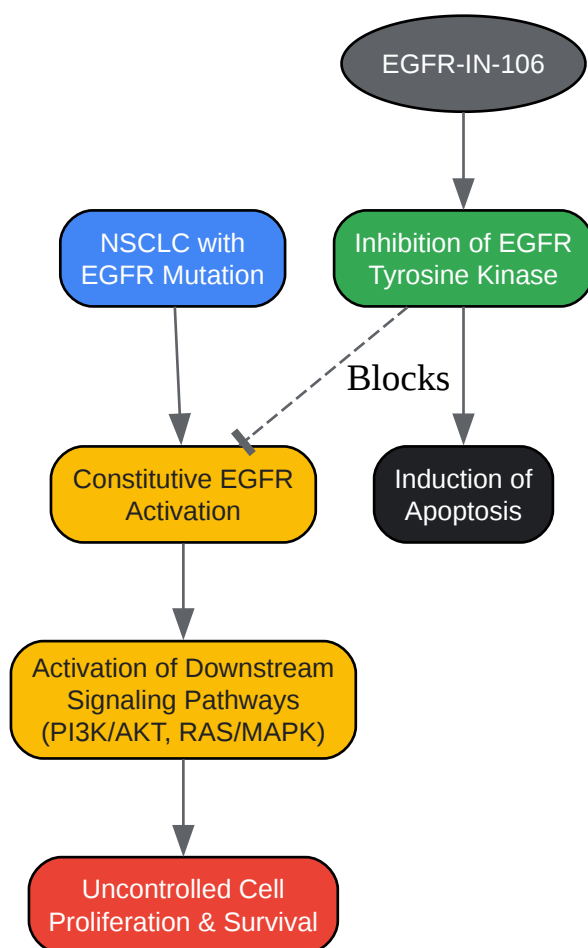 EGFR-IN-106
NSCLC with
EGFR Mutation
Inhibition of EGFR
Tyrosine Kinase
Blocks
Constitutive EGFR
Activation
Induction of
Apoptosis
Activation of Downstream
Signaling Pathways
(PI3K/AKT, RAS/MAPK)
Uncontrolled Cell
Proliferation & Survival